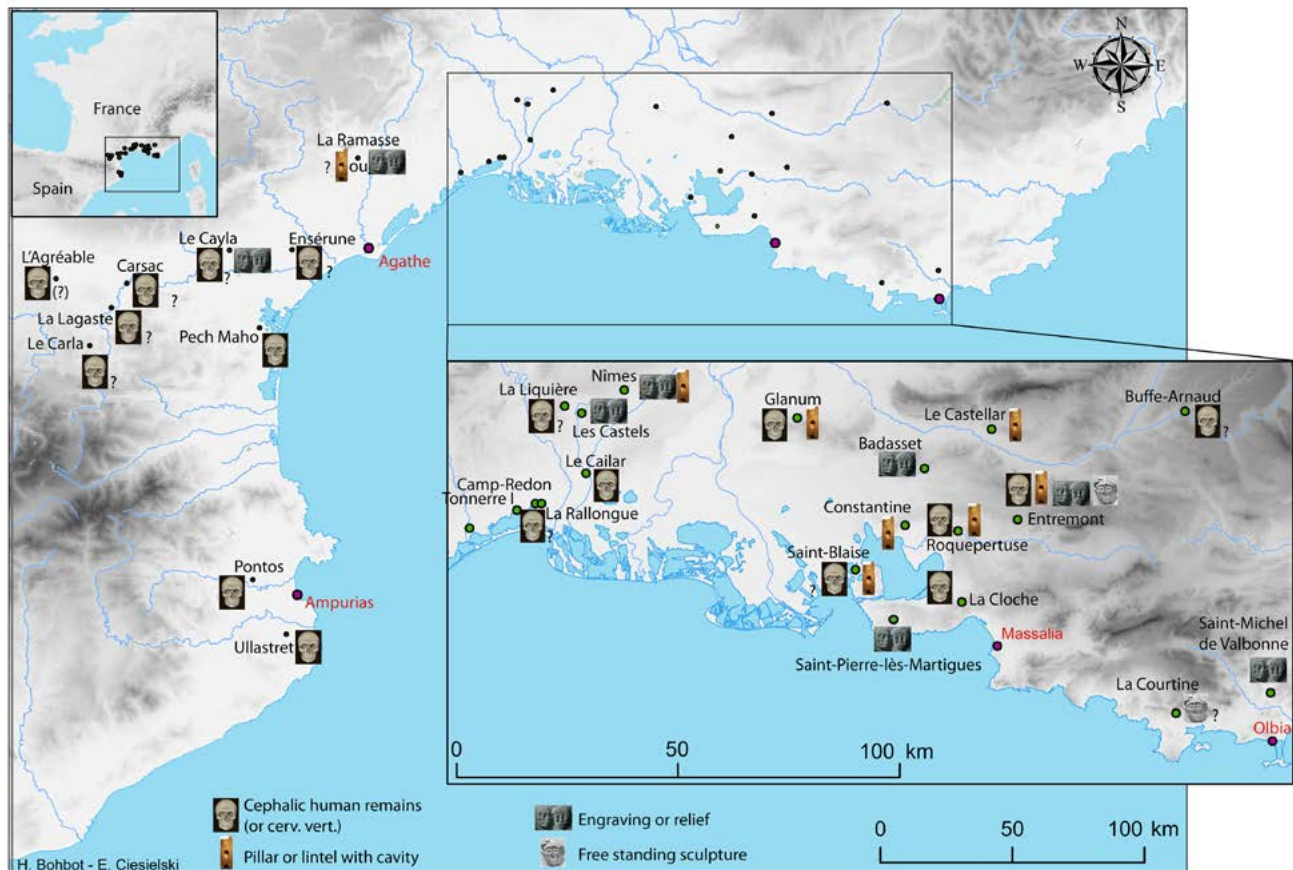 France
Spain
N
W E
S
La Ramasse
? ou
L'Agréable
(?)
Carsac
?
Le Cayla
?
Ensérune
?
Agathe
La Lagaste
?
Le Carla
?
Pech Maho
Pontos
Ampurias
Ullastret
La Liquière
?
Nîmes
Les Castels
Glanum
Le Castellar
Buffe-Arnaud
?
Badasset
Le Cailar
Camp-Redon
Tonnerre I
La Rallongue
?
Constantine
Entremont
Roquepertuse
Saint-Blaise
?
La Cloche
Massalia
Saint-Pierre-lès-Martigues
Saint-Michel
de Valbonne
La Courtine
?
Olbia
0 50 100 km
Cephalic human remains
(or cerv. vert.)
Pillar or lintel with cavity
Engraving or relief
Free standing sculpture
0 50 100 km
H. Bohbot - E. Ciesielski